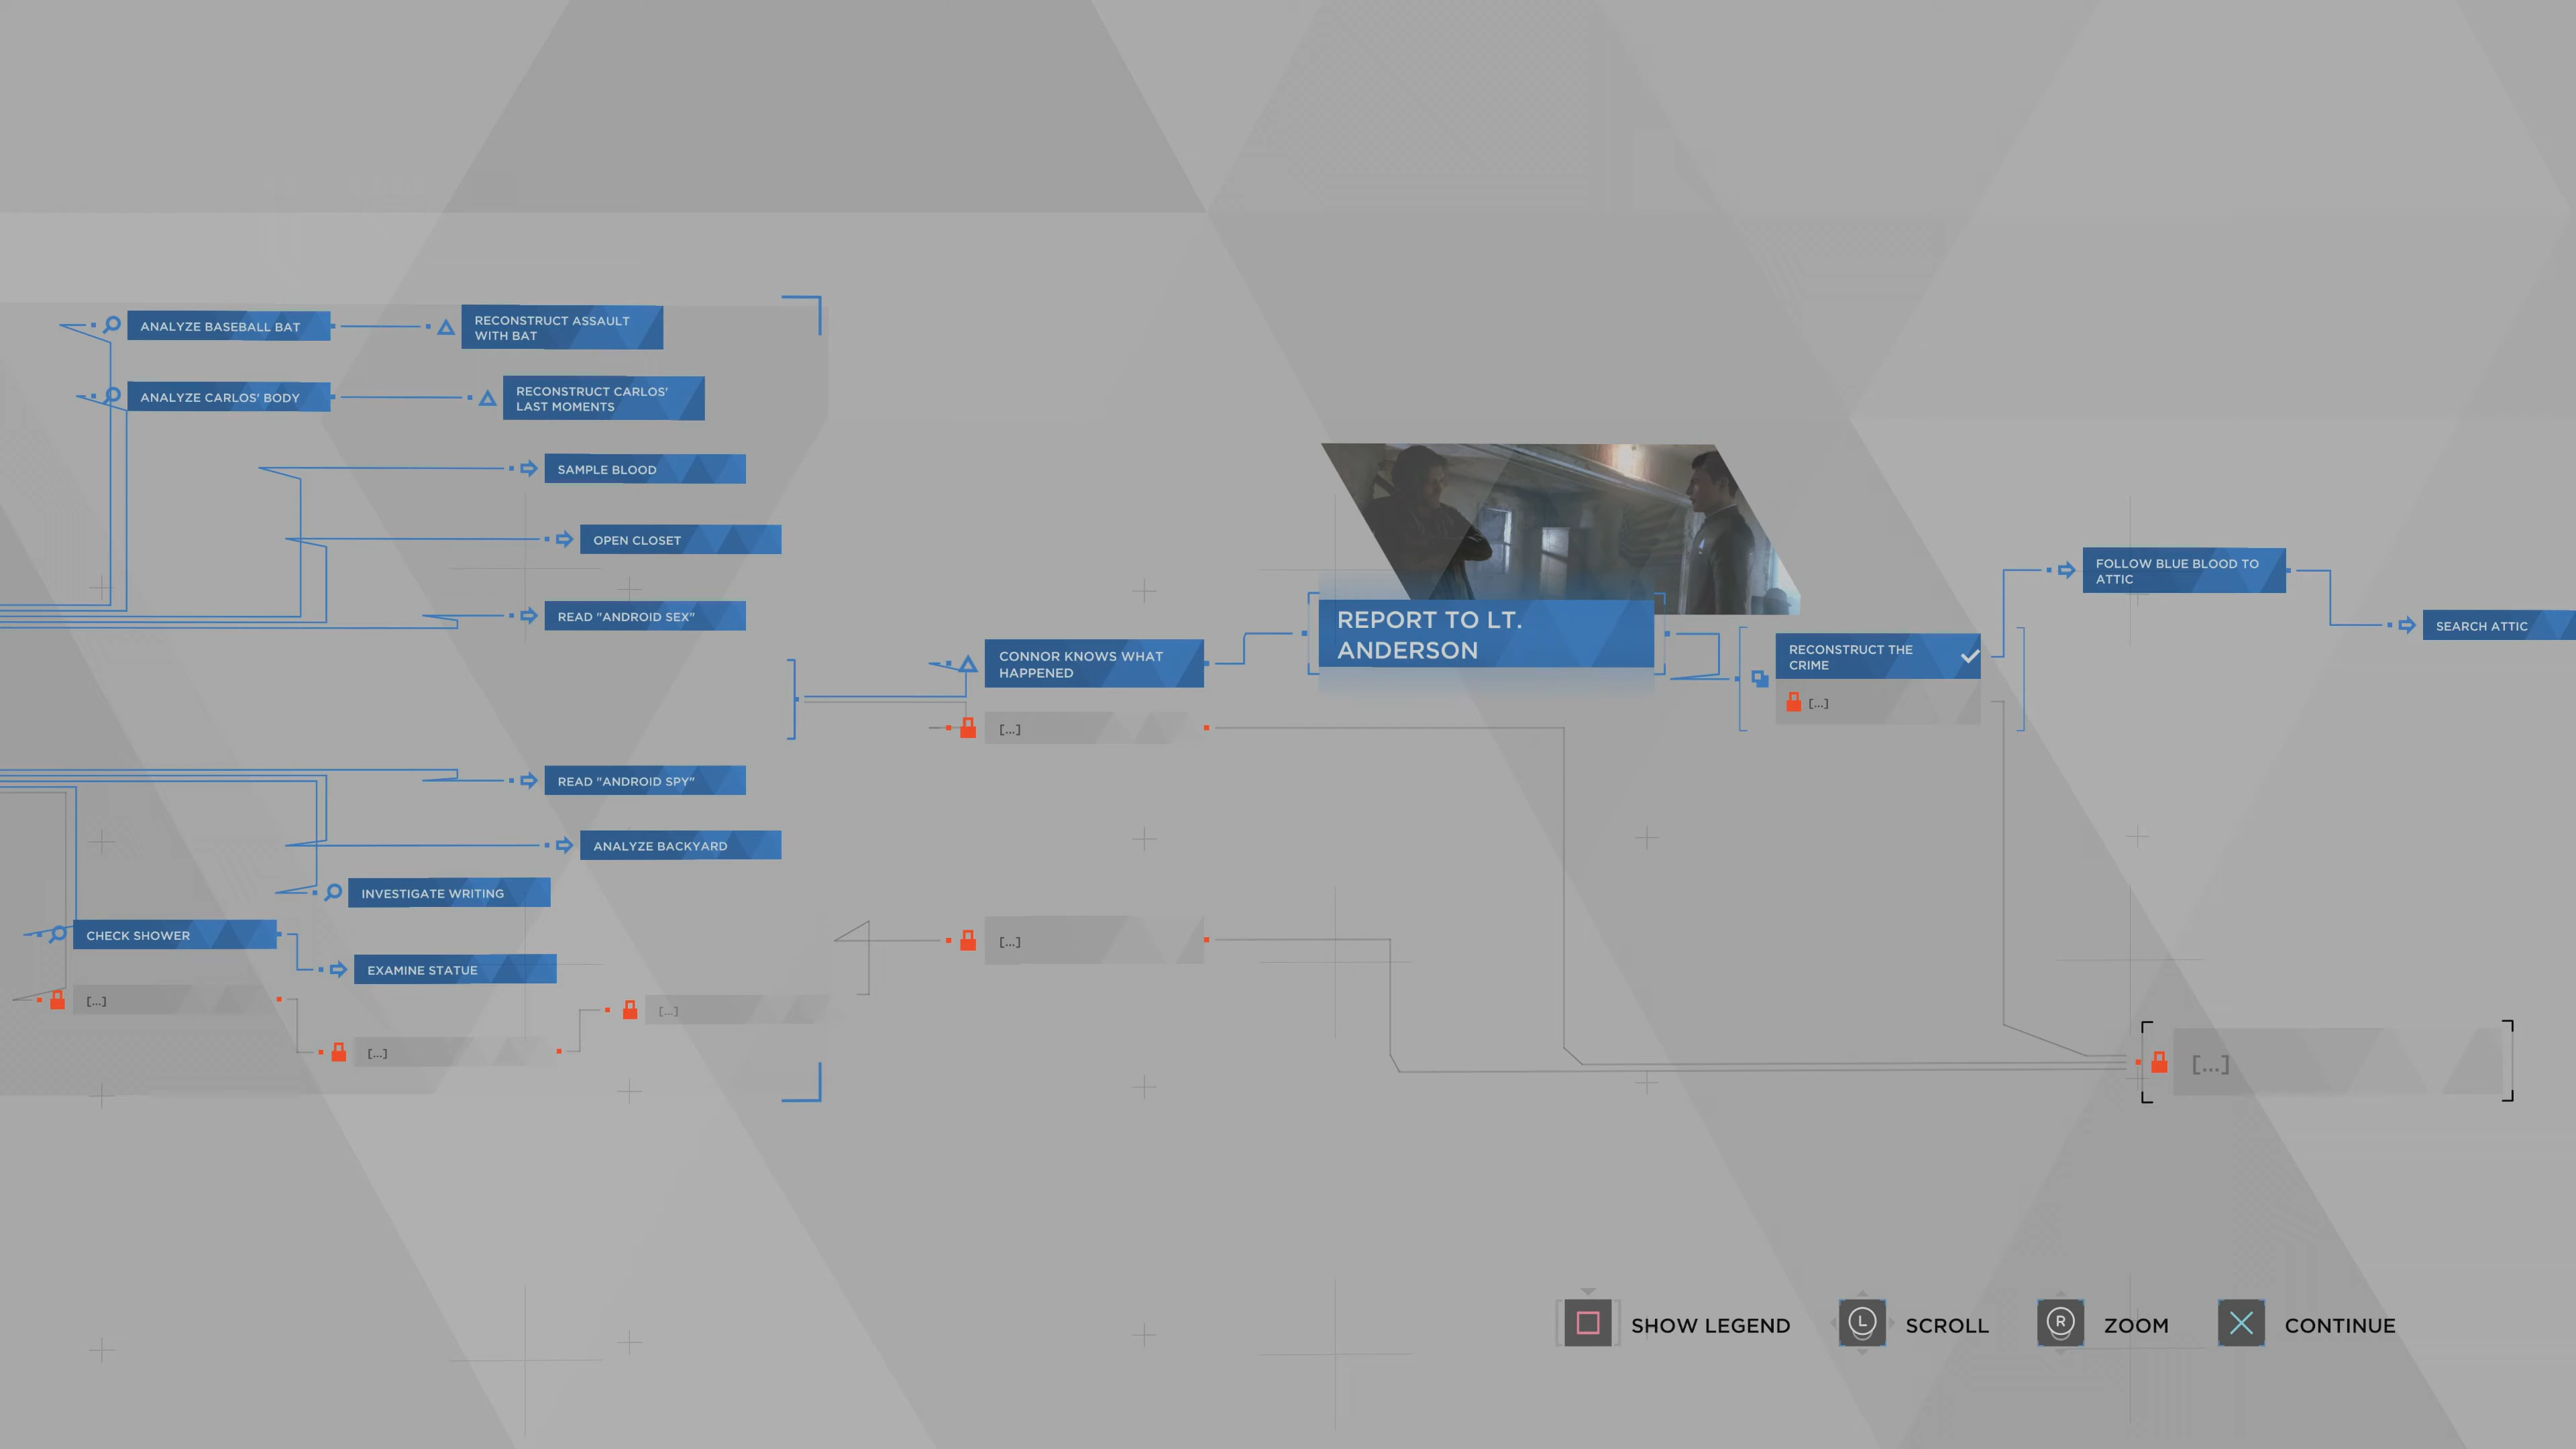 ANALYZE BASEBALL BAT
RECONSTRUCT ASSAULT
WITH BAT
ANALYZE CARLOS' BODY
RECONSTRUCT CARLOS'
LAST MOMENTS
SAMPLE BLOOD
OPEN CLOSET
READ "ANDROID SEX"
CONNOR KNOWS WHAT
HAPPENED
[...]
REPORT TO LT.
ANDERSON
RECONSTRUCT THE
CRIME
[...]
FOLLOW BLUE BLOOD TO
ATTIC
SEARCH ATTIC
READ "ANDROID SPY"
ANALYZE BACKYARD
INVESTIGATE WRITING
CHECK SHOWER
EXAMINE STATUE
[...]
[...]
[...]
[...]
[...]
SHOW LEGEND
L
SCROLL
R
ZOOM
CONTINUE